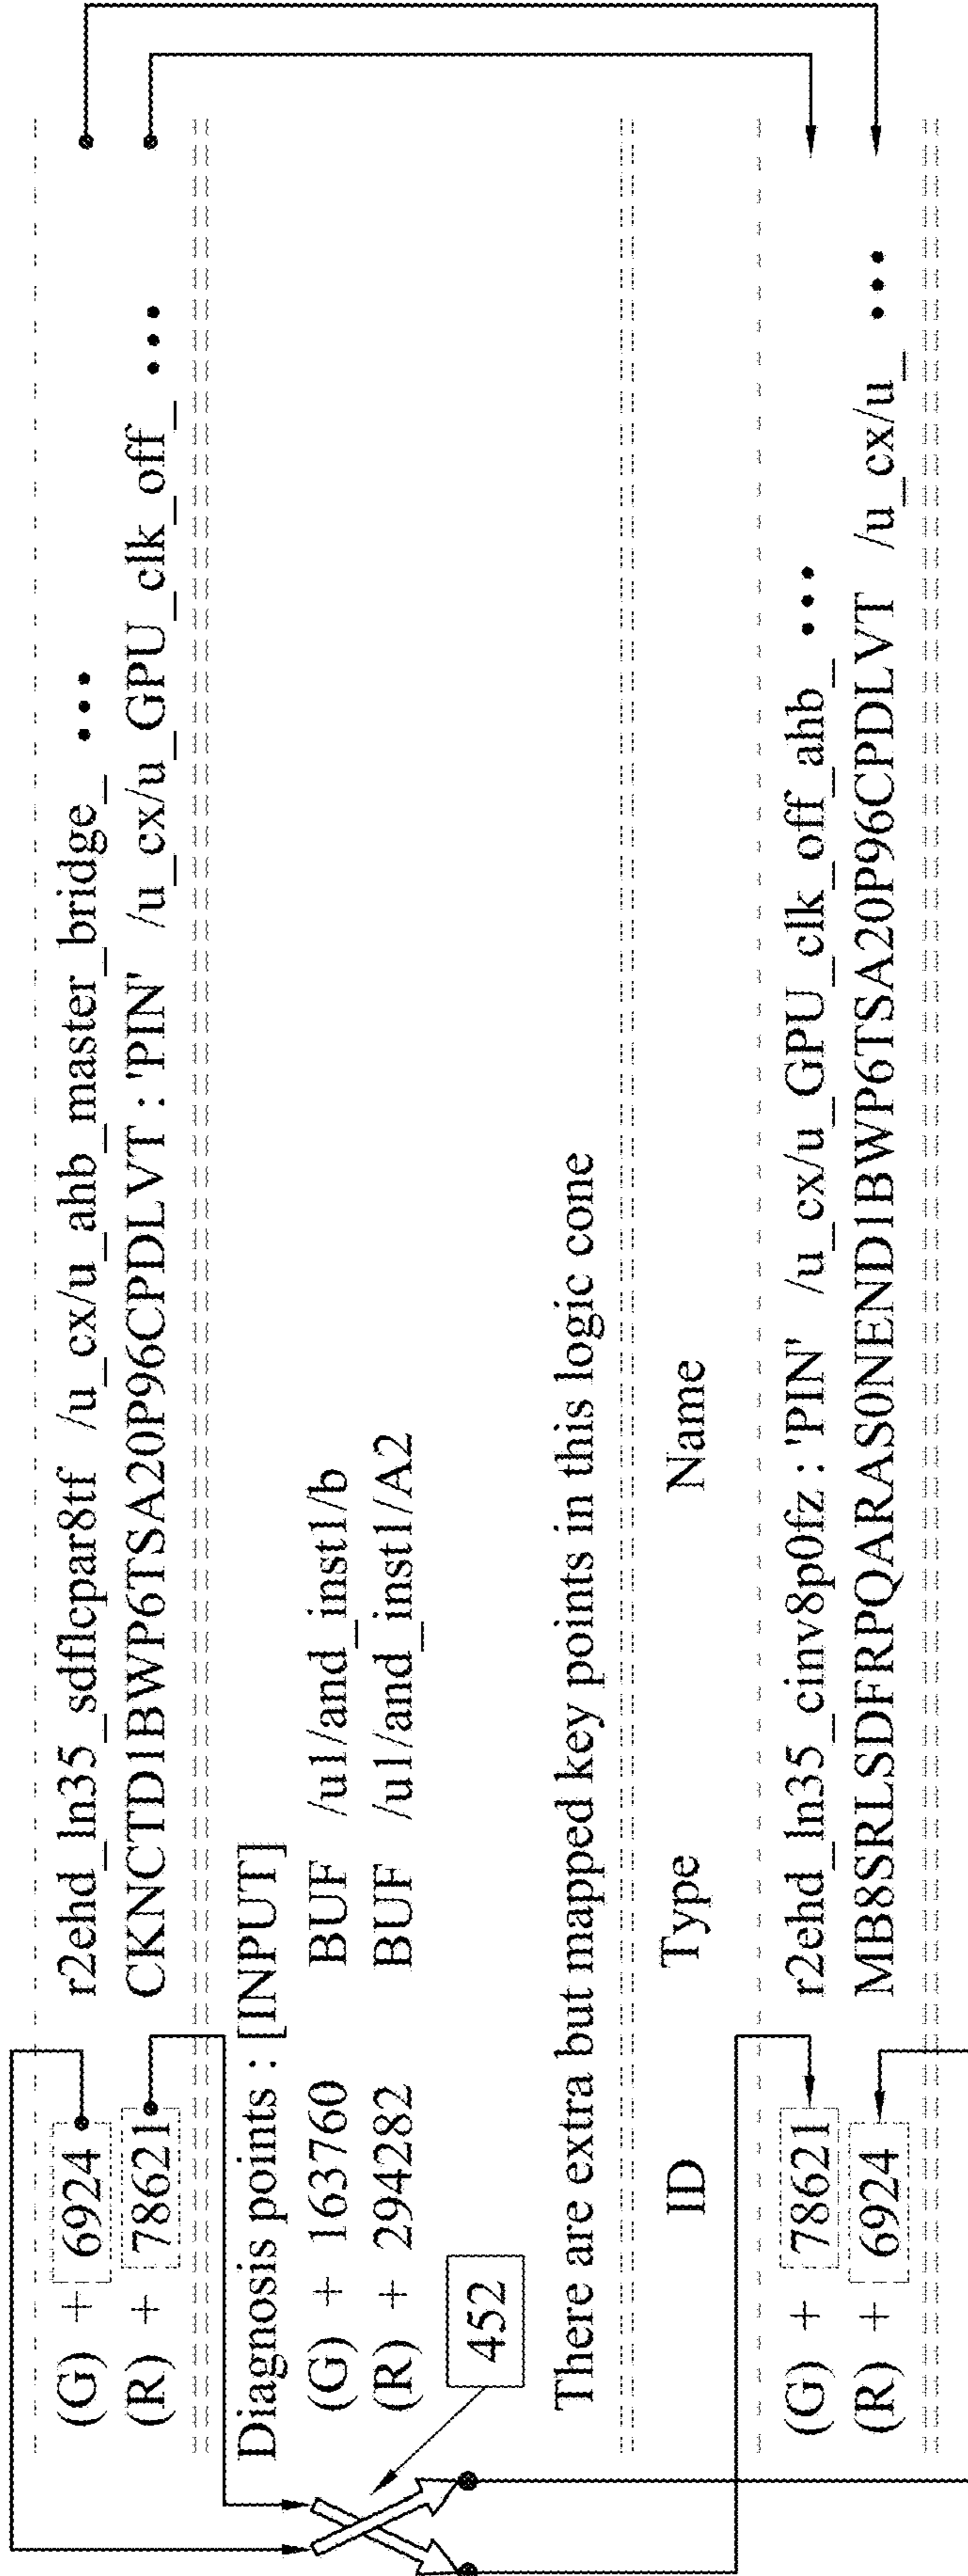 (G) + 6924 r2ehd_ln35_sdflcpar8tf /u_cx/u_ahb_master_bridge_ •••
(R) + 78621 CKNCTD1BWP6TSA20P96CPDLVT : 'PIN' /u_cx/u_GPU_clk_off_ •••
Diagnosis points : [INPUT]
(G) + 163760 BUF /u1/and_inst1/b
(R) + 294282 BUF /u1/and_inst1/A2
452
There are extra but mapped key points in this logic cone
ID Type Name
(G) + 78621 r2ehd_ln35_cinv8p0fz : 'PIN' /u_cx/u_GPU_clk_off_ahb_ •••
(R) + 6924 MB8SRLSDFRPQARAS0NEND1BWP6TSA20P96CPDLVT /u_cx/u_ •••